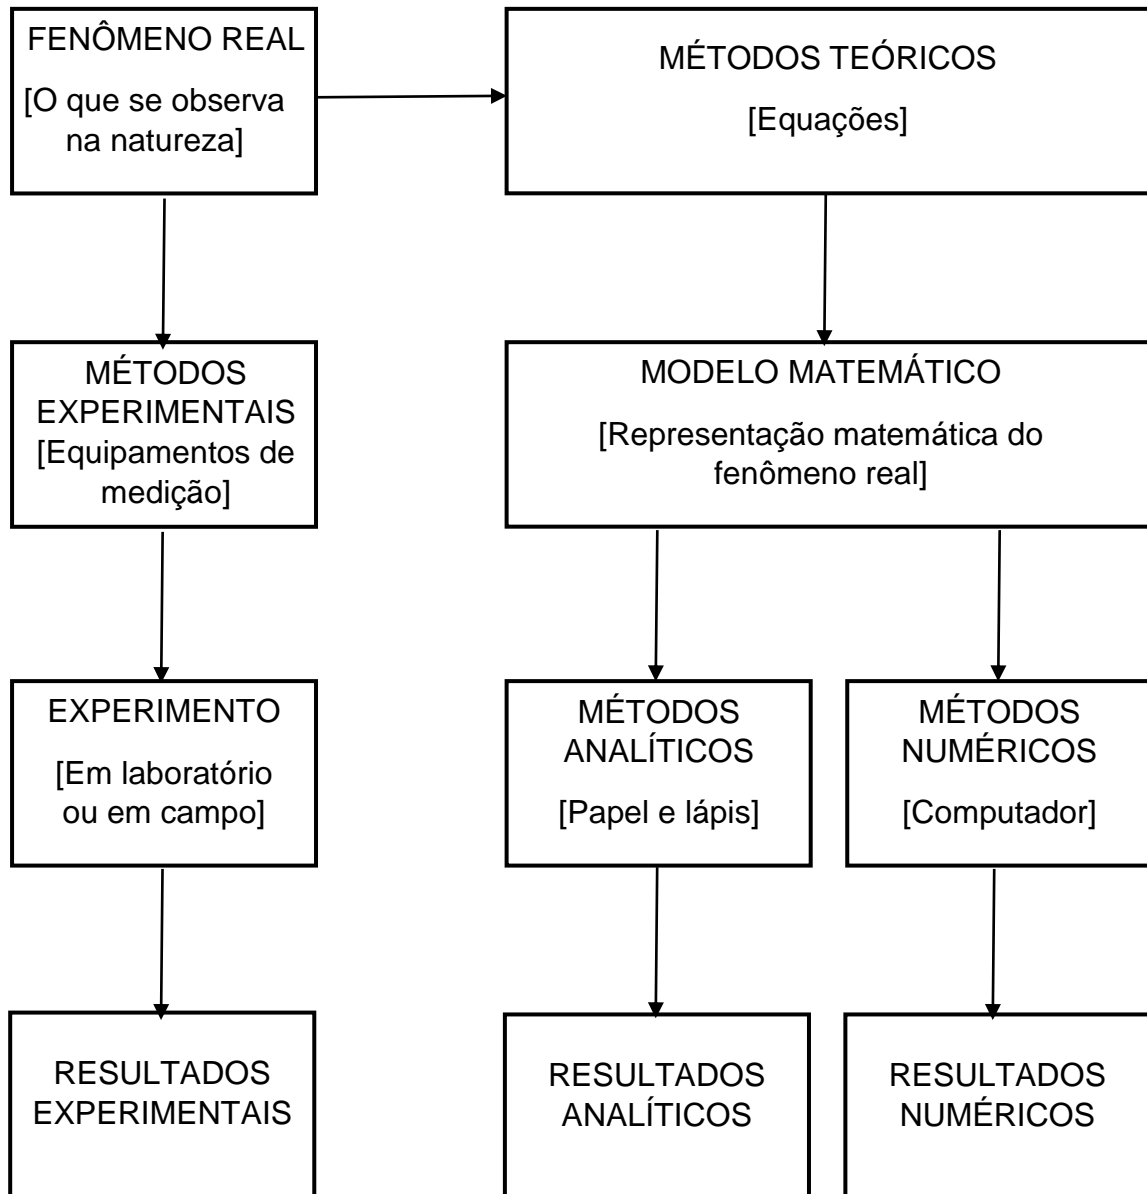 FENÔMENO REAL
[O que se observa
na natureza]
MÉTODOS TEÓRICOS
[Equações]
MÉTODOS
EXPERIMENTAIS
[Equipamentos de
medição]
MODELO MATEMÁTICO
[Representação matemática do
fenômeno real]
EXPERIMENTO
[Em laboratório
ou em campo]
MÉTODOS
ANALÍTICOS
[Papel e lápis]
MÉTODOS
NUMÉRICOS
[Computador]
RESULTADOS
EXPERIMENTAIS
RESULTADOS
ANALÍTICOS
RESULTADOS
NUMÉRICOS